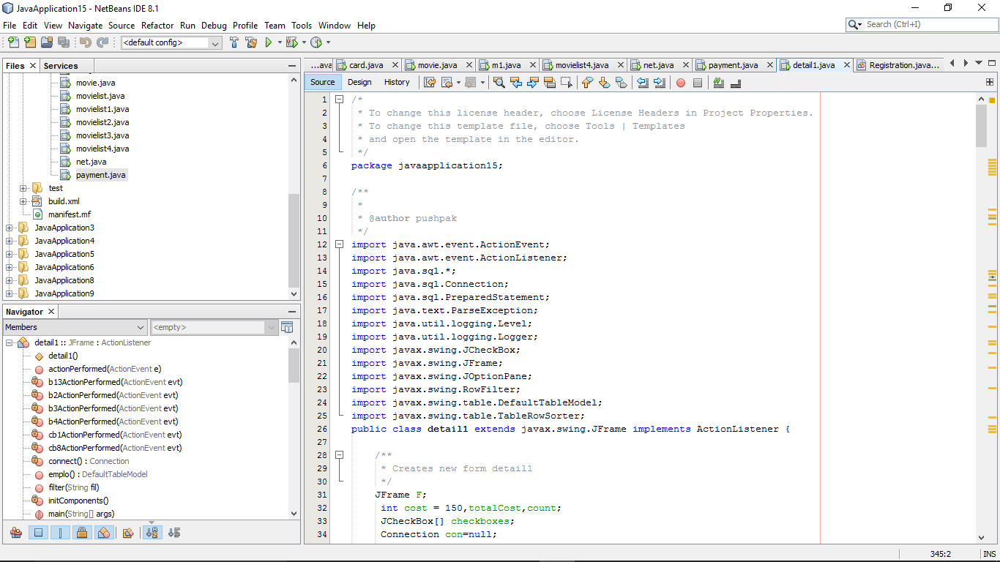 JavaApplication15 - NetBeans IDE 8.1
File Edit View Navigate Source Refactor Run Debug Profile Team Tools Window Help
Search (Ctrl+I)
<default config>
Files Services
movie.java
movielist.java
movielist1.java
movielist2.java
movielist3.java
movielist4.java
net.java
payment.java
test
build.xml
manifest.mf
JavaApplication3
JavaApplication4
JavaApplication5
JavaApplication6
JavaApplication8
JavaApplication9
Navigator
Members <empty>
detail1 :: JFrame : ActionListener
detail1()
actionPerformed(ActionEvent e)
b13ActionPerformed(ActionEvent evt)
b2ActionPerformed(ActionEvent evt)
b3ActionPerformed(ActionEvent evt)
b4ActionPerformed(ActionEvent evt)
cb1ActionPerformed(ActionEvent evt)
cb8ActionPerformed(ActionEvent evt)
connect() : Connection
emplo() : DefaultTableModel
filter(String fil)
initComponents()
main(String[] args)
...ava card.java movie.java m1.java movielist4.java net.java payment.java detail1.java Registration.java...
Source Design History
1 /*
2 * To change this license header, choose License Headers in Project Properties.
3 * To change this template file, choose Tools | Templates
4 * and open the template in the editor.
5 */
6 package javaapplication15;
7
8 /**
9 *
10 * @author pushpak
11 */
12 import java.awt.event.ActionEvent;
13 import java.awt.event.ActionListener;
14 import java.sql.*;
15 import java.sql.Connection;
16 import java.sql.PreparedStatement;
17 import java.text.ParseException;
18 import java.util.logging.Level;
19 import java.util.logging.Logger;
20 import javax.swing.JCheckBox;
21 import javax.swing.JFrame;
22 import javax.swing.JOptionPane;
23 import javax.swing.RowFilter;
24 import javax.swing.table.DefaultTableModel;
25 import javax.swing.table.TableRowSorter;
26 public class detail1 extends javax.swing.JFrame implements ActionListener {
27
28 /**
29 * Creates new form detail1
30 */
31 JFrame F;
32 int cost = 150,totalCost,count;
33 JCheckBox[] checkboxes;
34 Connection con=null;
345:2 INS